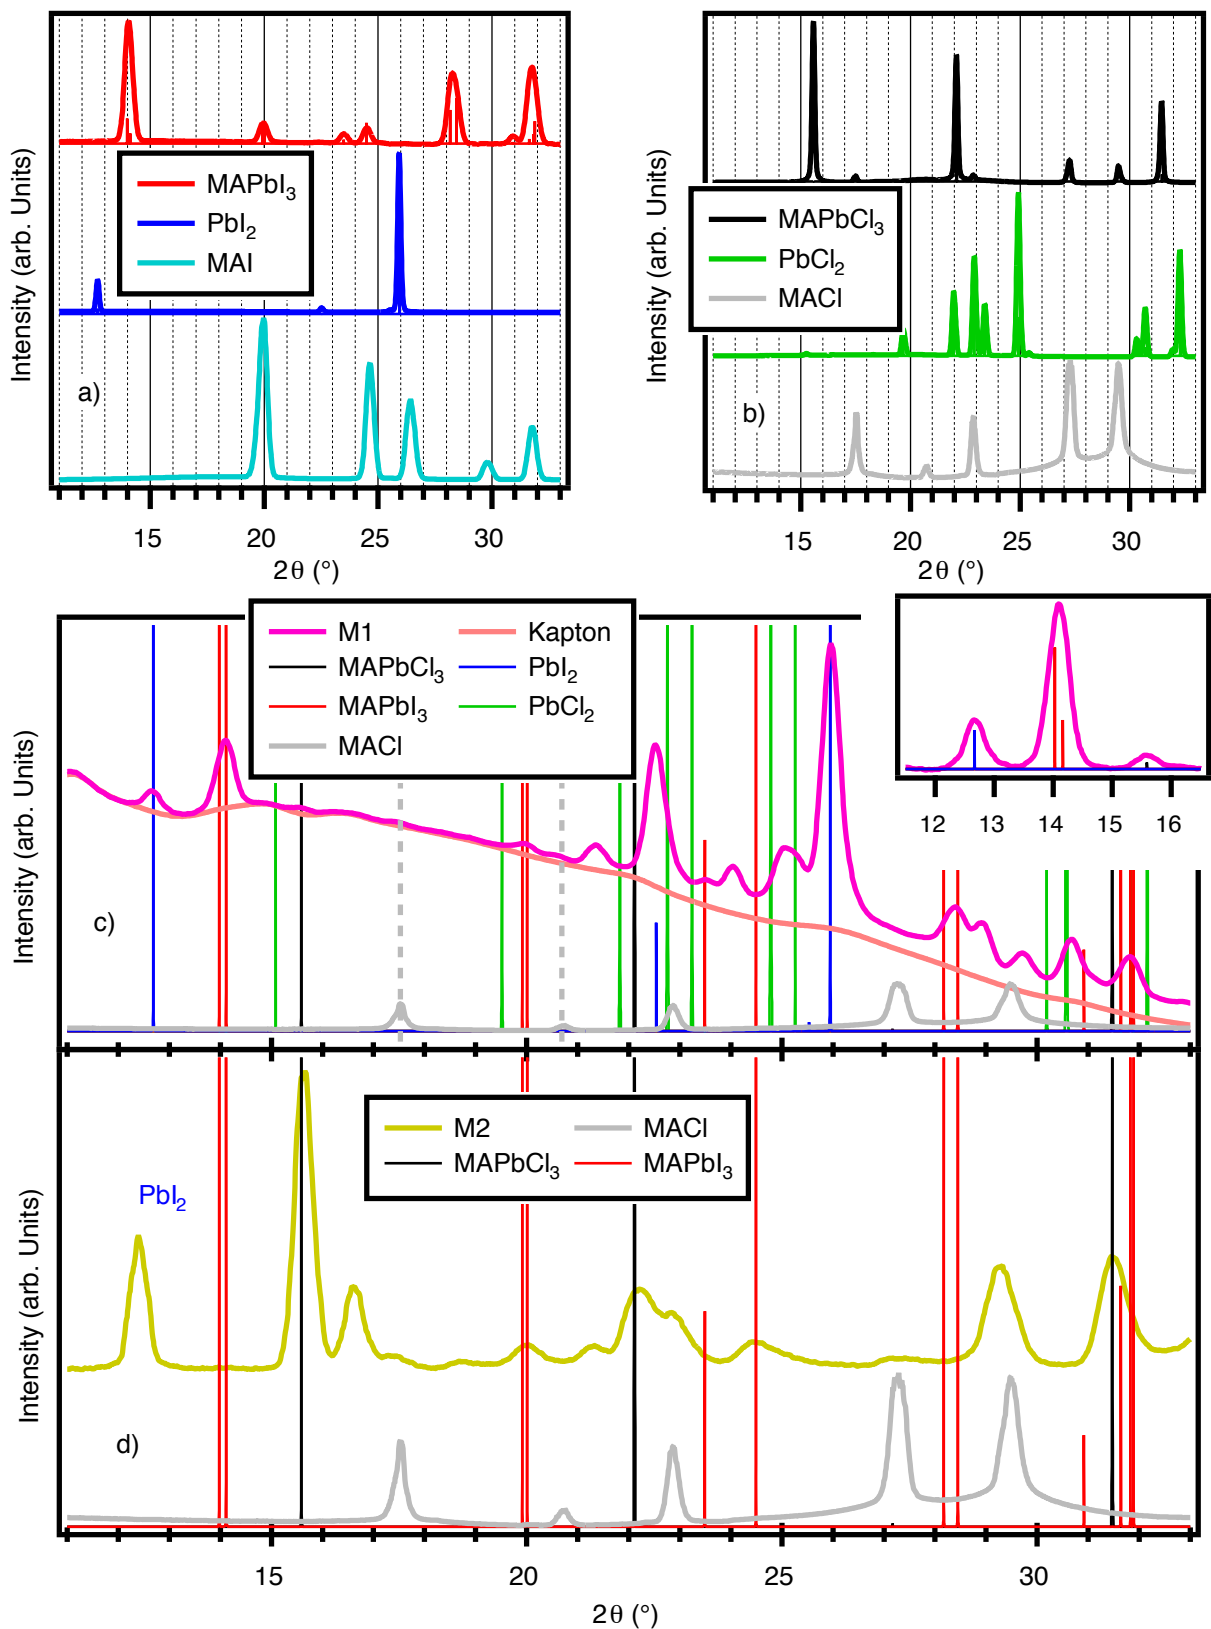 Intensity (arb. Units)
MAPbI3
PbI2
MAI
a)
15 20 25 30
2θ (°)
Intensity (arb. Units)
MAPbCl3
PbCl2
MACl
b)
15 20 25 30
2θ (°)
Intensity (arb. Units)
M1 Kapton
MAPbCl3 PbI2
MAPbI3 PbCl2
MACl
12 13 14 15 16
c)
Intensity (arb. Units)
M2 MACl
MAPbCl3 MAPbI3
PbI2
d)
15 20 25 30
2θ (°)